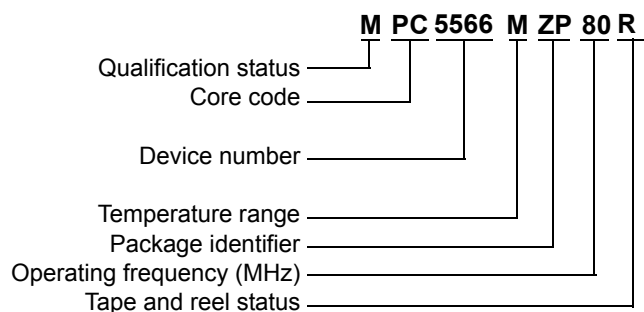 M PC 5566 M ZP 80 R
Qualification status
Core code
Device number
Temperature range
Package identifier
Operating frequency (MHz)
Tape and reel status